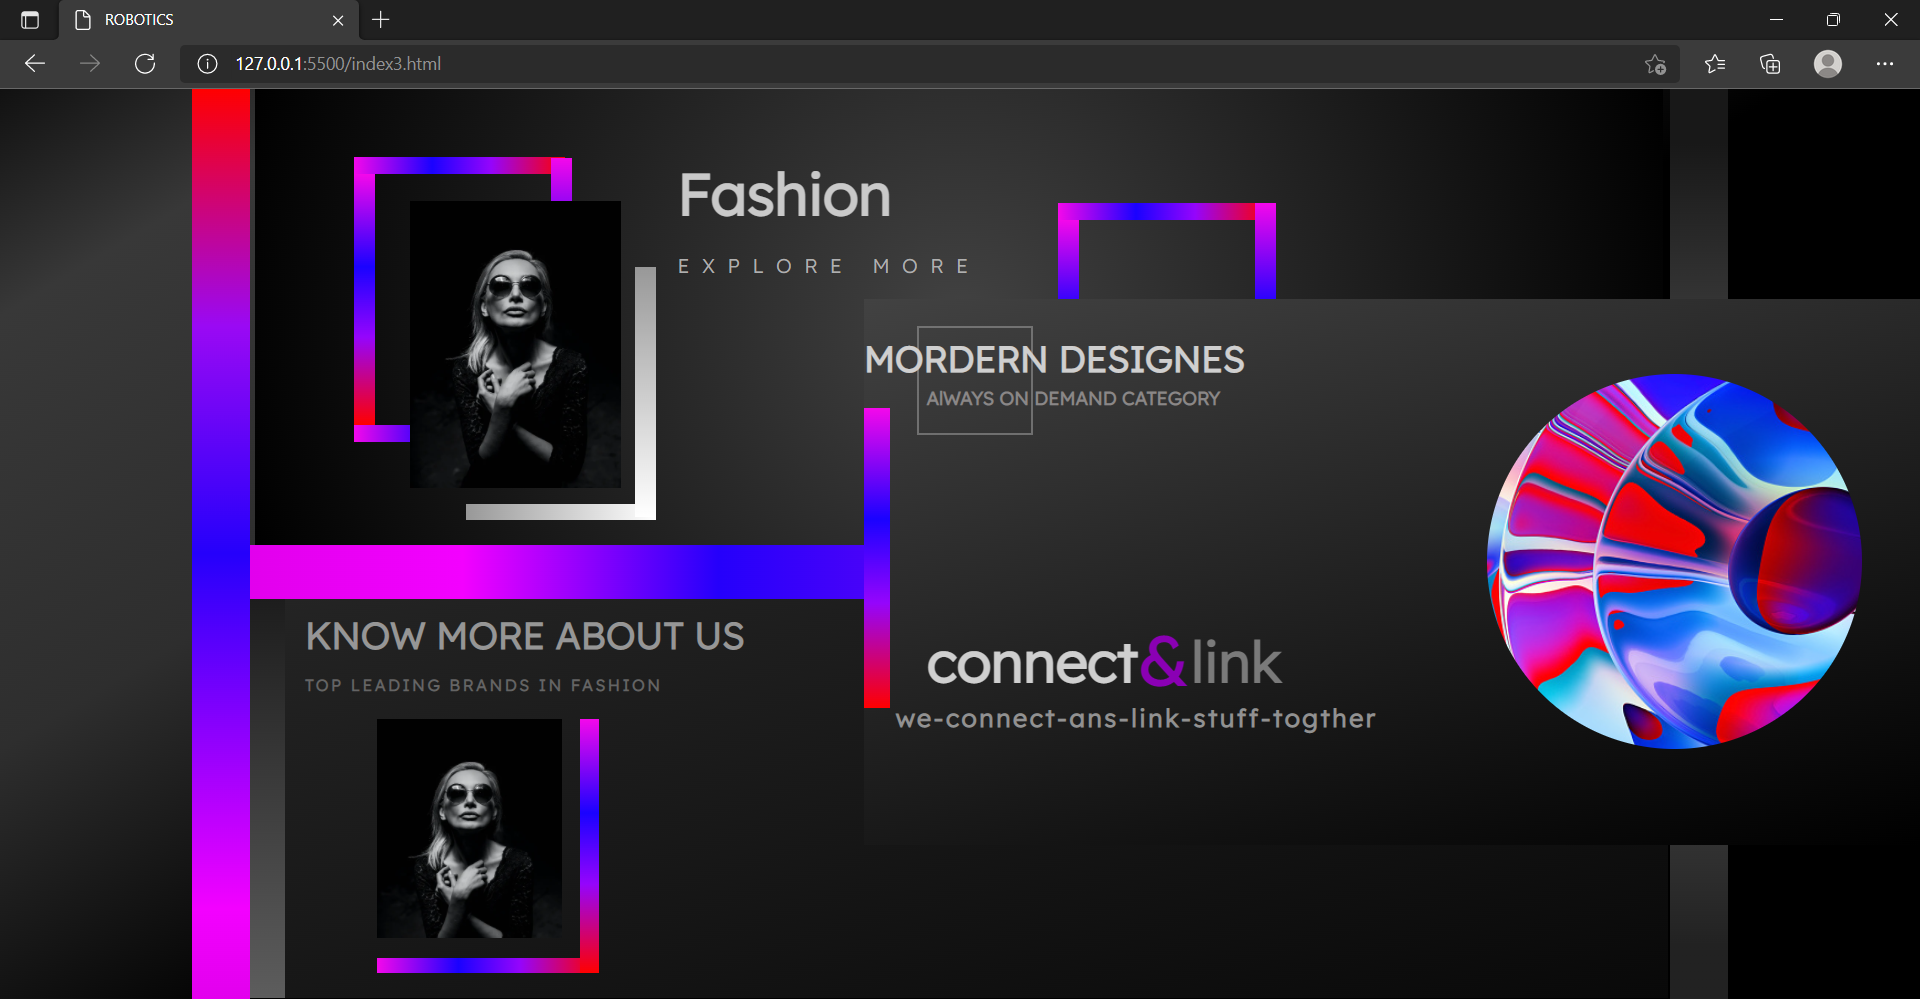 ROBOTICS
127.0.0.1:5500/index3.html
Fashion
EXPLORE MORE
MORDERN DESIGNES
AlWAYS ON DEMAND CATEGORY
connect&link
we-connect-ans-link-stuff-togther
KNOW MORE ABOUT US
TOP LEADING BRANDS IN FASHION